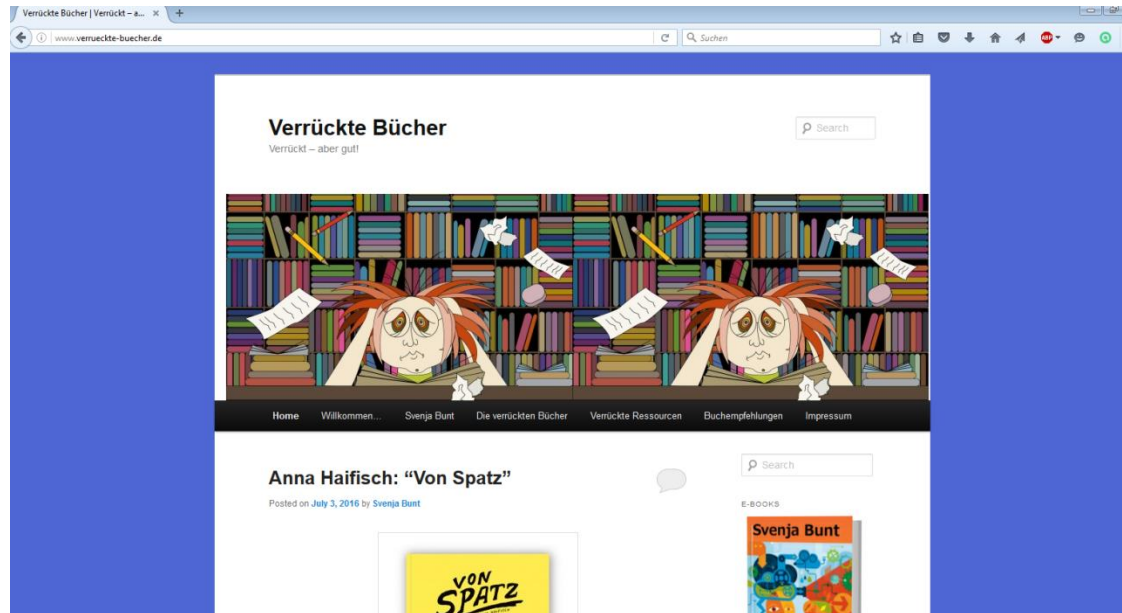 Verrückte Bücher | Verrückt – a...
www.verrueckte-buecher.de
Suchen
ABP
Verrückte Bücher
Search
Verrückt – aber gut!
Home Willkommen... Svenja Bunt Die verrückten Bücher Verrückte Ressourcen Buchempfehlungen Impressum
Anna Haifisch: “Von Spatz”
Posted on July 3, 2016 by Svenja Bunt
Search
E-BOOKS
Svenja Bunt
VON
SPATZ